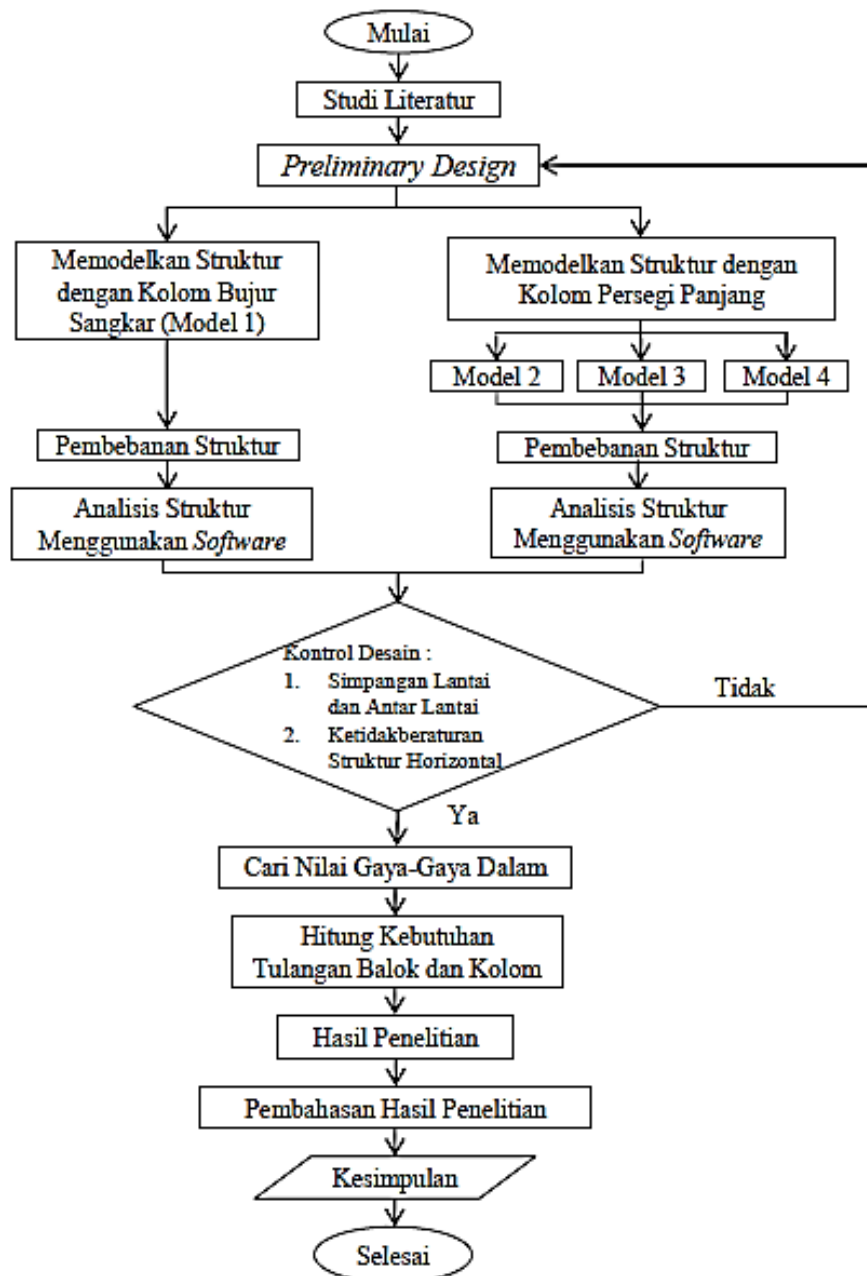 Mulai
Studi Literatur
Preliminary Design
Memodelkan Struktur
dengan Kolom Bujur
Sangkar (Model 1)
Memodelkan Struktur dengan
Kolom Persegi Panjang
Model 2
Model 3
Model 4
Pembebanan Struktur
Pembebanan Struktur
Analisis Struktur
Menggunakan Software
Analisis Struktur
Menggunakan Software
Kontrol Desain :
1. Simpangan Lantai
dan Antar Lantai
2. Ketidakberaturan
Struktur Horizontal
Tidak
Ya
Cari Nilai Gaya-Gaya Dalam
Hitung Kebutuhan
Tulangan Balok dan Kolom
Hasil Penelitian
Pembahasan Hasil Penelitian
Kesimpulan
Selesai